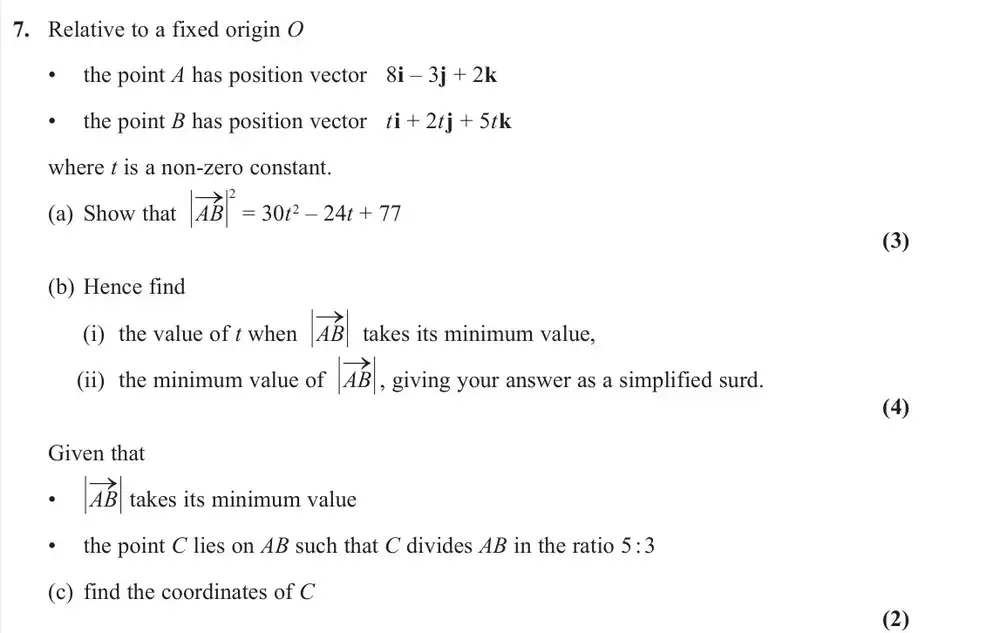 7. Relative to a fixed origin O
• the point A has position vector 8i – 3j + 2k
• the point B has position vector ti + 2tj + 5tk
where t is a non-zero constant.
(a) Show that |\overrightarrow{AB}|² = 30t² – 24t + 77
(3)
(b) Hence find
(i) the value of t when |\overrightarrow{AB}| takes its minimum value,
(ii) the minimum value of |\overrightarrow{AB}|, giving your answer as a simplified surd.
(4)
Given that
• |\overrightarrow{AB}| takes its minimum value
• the point C lies on AB such that C divides AB in the ratio 5:3
(c) find the coordinates of C
(2)